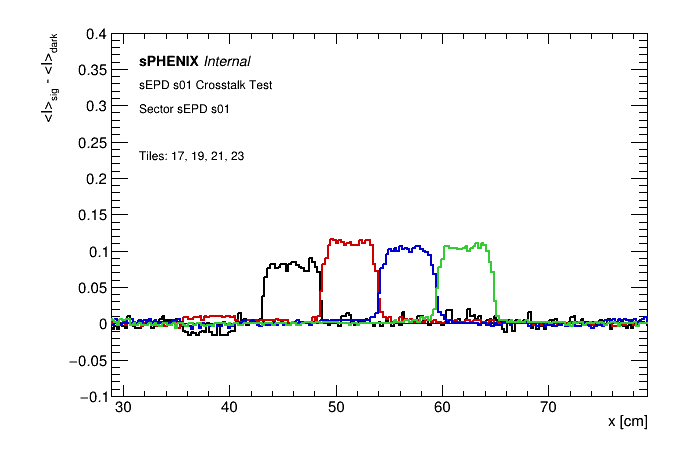 0.4
<I>sig - <I>dark
0.35
sPHENIX Internal
sEPD s01 Crosstalk Test
0.3
Sector sEPD s01
0.25
Tiles: 17, 19, 21, 23
0.2
0.15
0.1
0.05
0
−0.05
−0.1
30 40 50 60 70
x [cm]